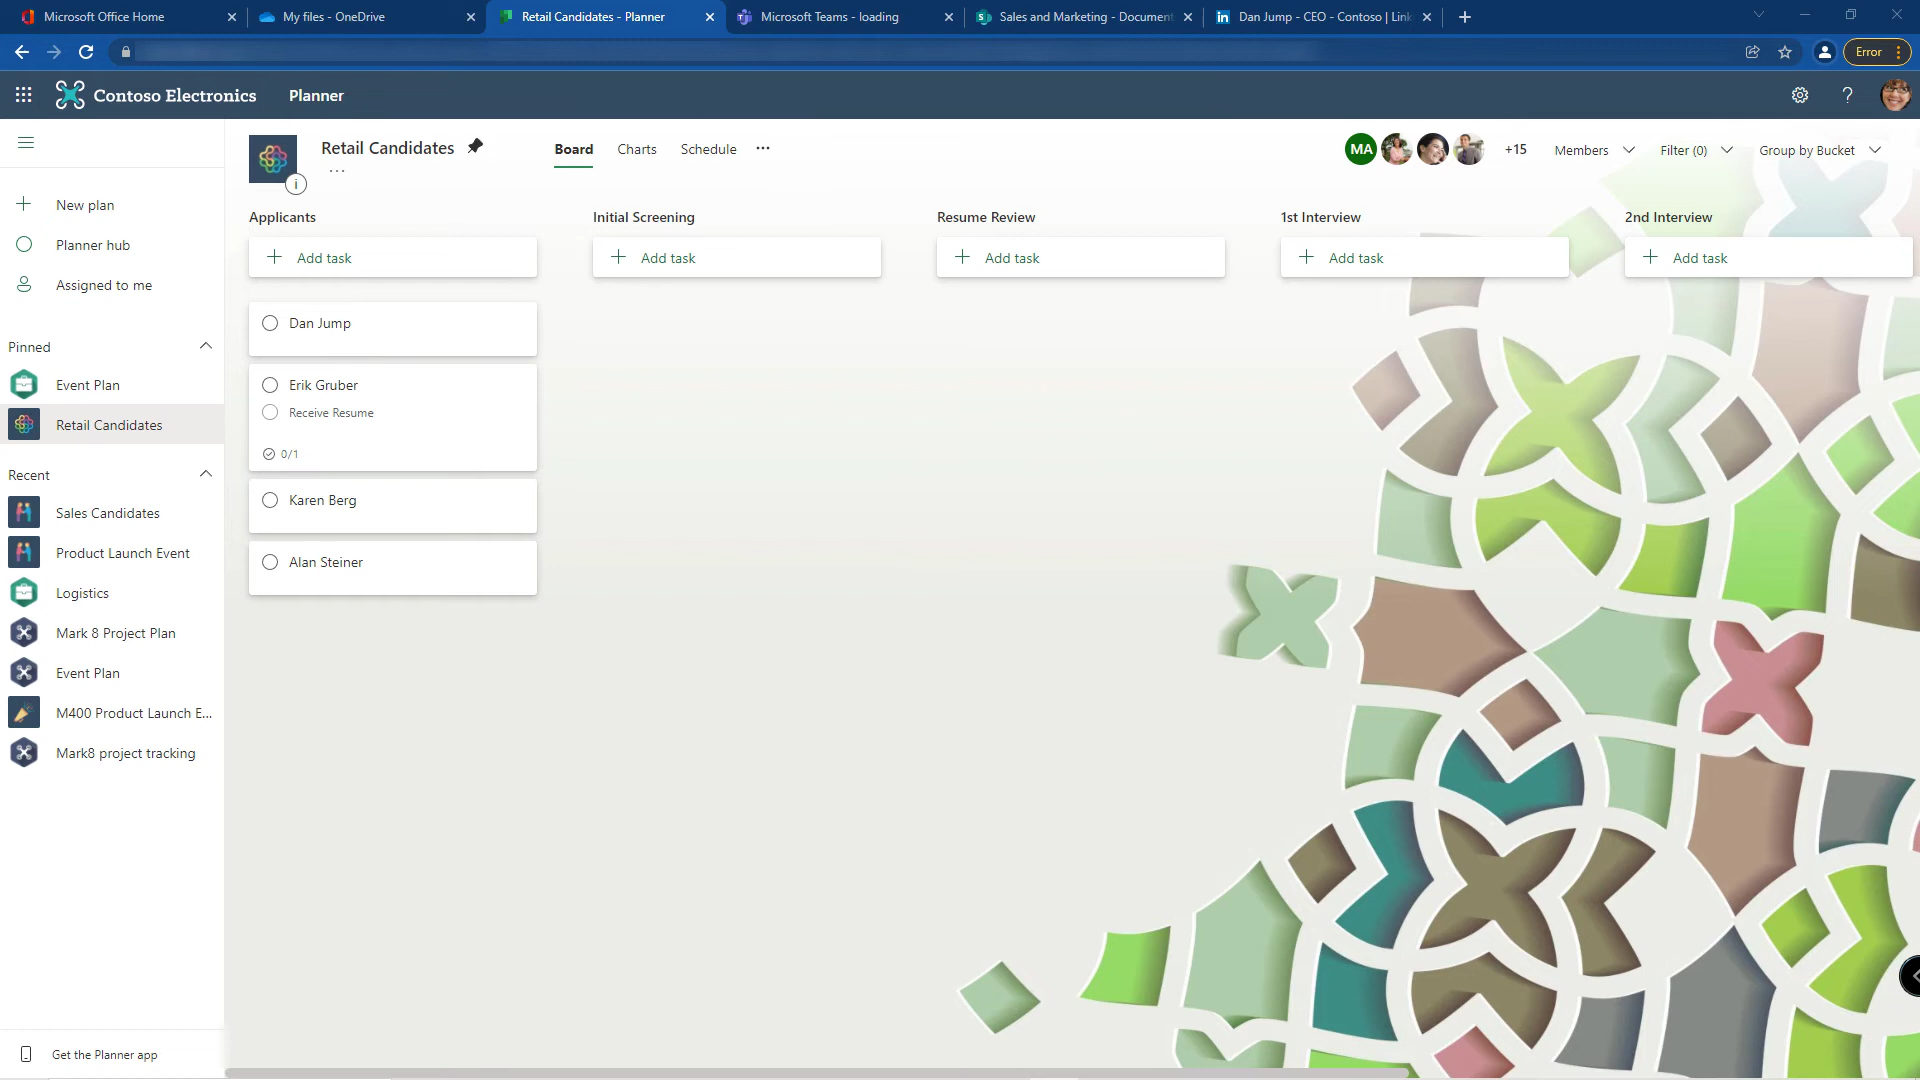 Microsoft Office Home
My files - OneDrive
Retail Candidates - Planner
Microsoft Teams - loading
Sales and Marketing - Document
Dan Jump - CEO - Contoso | Link
Error
Contoso Electronics
Planner
Retail Candidates
Board
Charts
Schedule
MA
+15
Members
Filter (0)
Group by Bucket
New plan
Planner hub
Assigned to me
Pinned
Event Plan
Retail Candidates
Recent
Sales Candidates
Product Launch Event
Logistics
Mark 8 Project Plan
Event Plan
M400 Product Launch E...
Mark8 project tracking
Get the Planner app
Applicants
Add task
Dan Jump
Erik Gruber
Receive Resume
0/1
Karen Berg
Alan Steiner
Initial Screening
Add task
Resume Review
Add task
1st Interview
Add task
2nd Interview
Add task